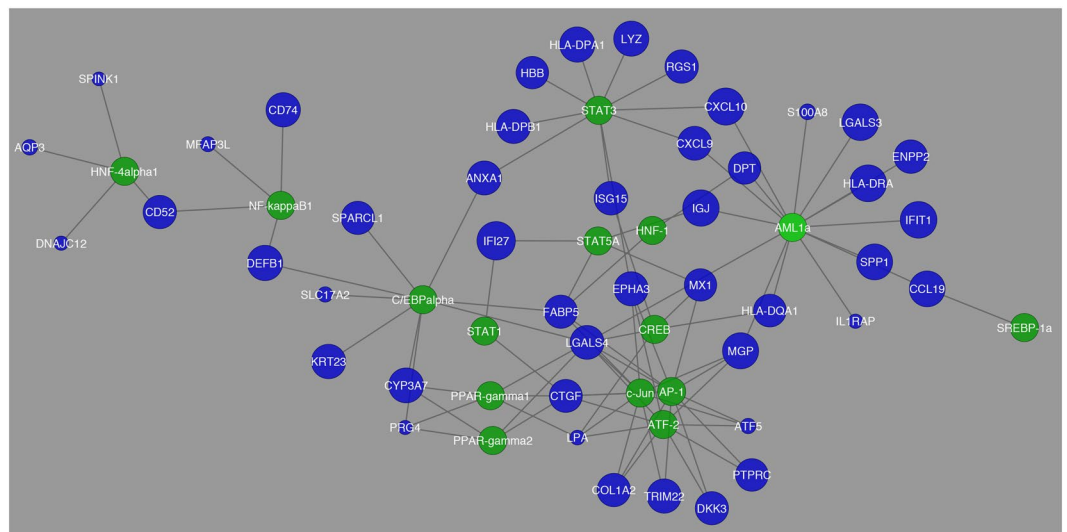 LYZ
HLA-DPA1
RGS1
HBB
SPINK1
CXCL10
CD74
STAT3
S100A8
LGALS3
HLA-DPB1
CXCL9
MFAP3L
AQP3
ENPP2
DPT
HNF-4alpha1
ANXA1
HLA-DRA
ISG15
NF-kappaB1
IGJ
CD52
SPARCL1
IFIT1
AML1a
HNF-1
STAT5A
IFI27
DNAJC12
DEFB1
SPP1
MX1
EPHA3
CCL19
SLC17A2
C/EBPalpha
FABP5
HLA-DQA1
IL1RAP
SREBP-1a
STAT1
CREB
LGALS4
MGP
KRT23
CYP3A7
PPAR-gamma1
CTGF
c-Jun
AP-1
PRG4
ATF-2
ATF5
PPAR-gamma2
LPA
PTPRC
COL1A2
TRIM22
DKK3